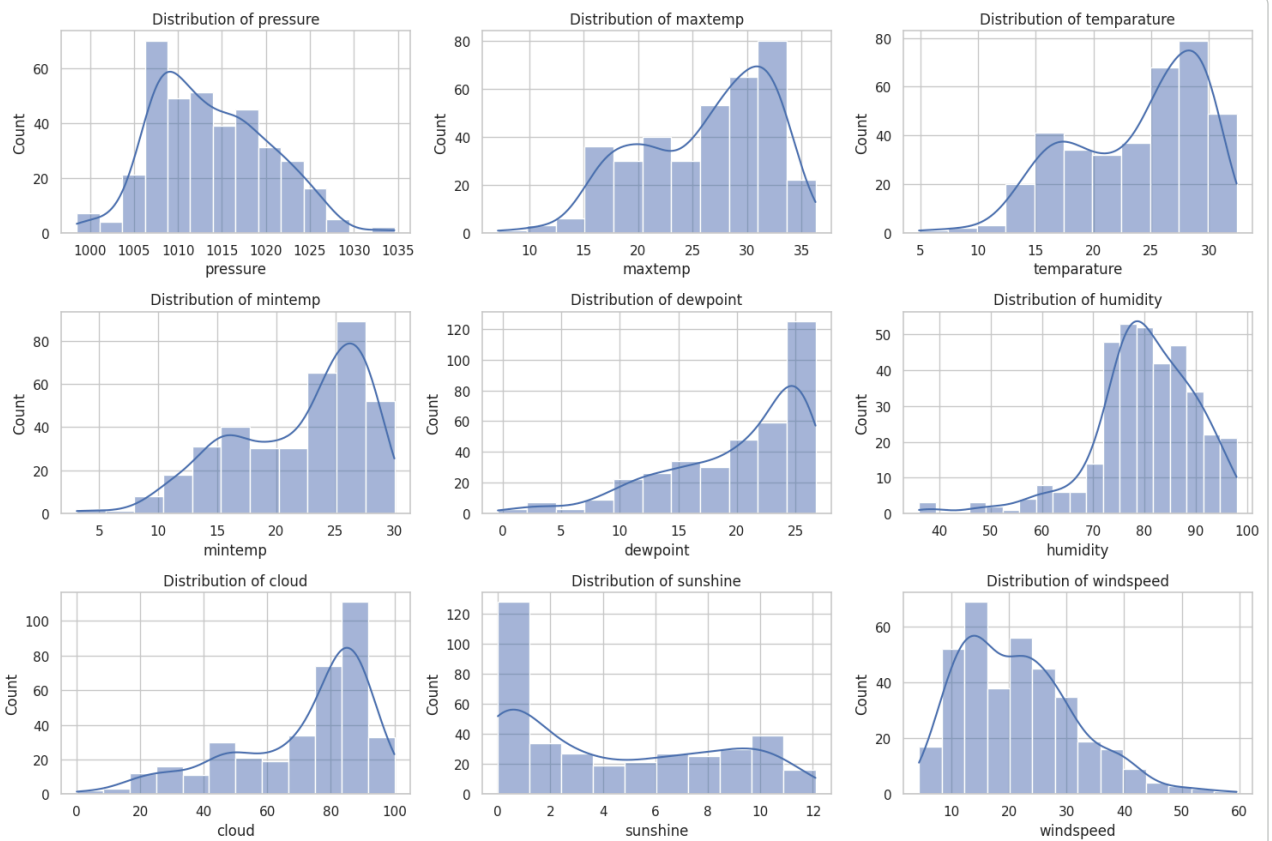 Distribution of pressure
Count
60
40
20
0
1000 1005 1010 1015 1020 1025 1030 1035
pressure
Distribution of maxtemp
Count
80
60
40
20
0
10 15 20 25 30 35
maxtemp
Distribution of temparature
Count
80
60
40
20
0
5 10 15 20 25 30
temparature
Distribution of mintemp
Count
80
60
40
20
0
5 10 15 20 25 30
mintemp
Distribution of dewpoint
Count
120
100
80
60
40
20
0
0 5 10 15 20 25
dewpoint
Distribution of humidity
Count
50
40
30
20
10
0
40 50 60 70 80 90 100
humidity
Distribution of cloud
Count
100
80
60
40
20
0
0 20 40 60 80 100
cloud
Distribution of sunshine
Count
120
100
80
60
40
20
0
0 2 4 6 8 10 12
sunshine
Distribution of windspeed
Count
60
40
20
0
10 20 30 40 50 60
windspeed